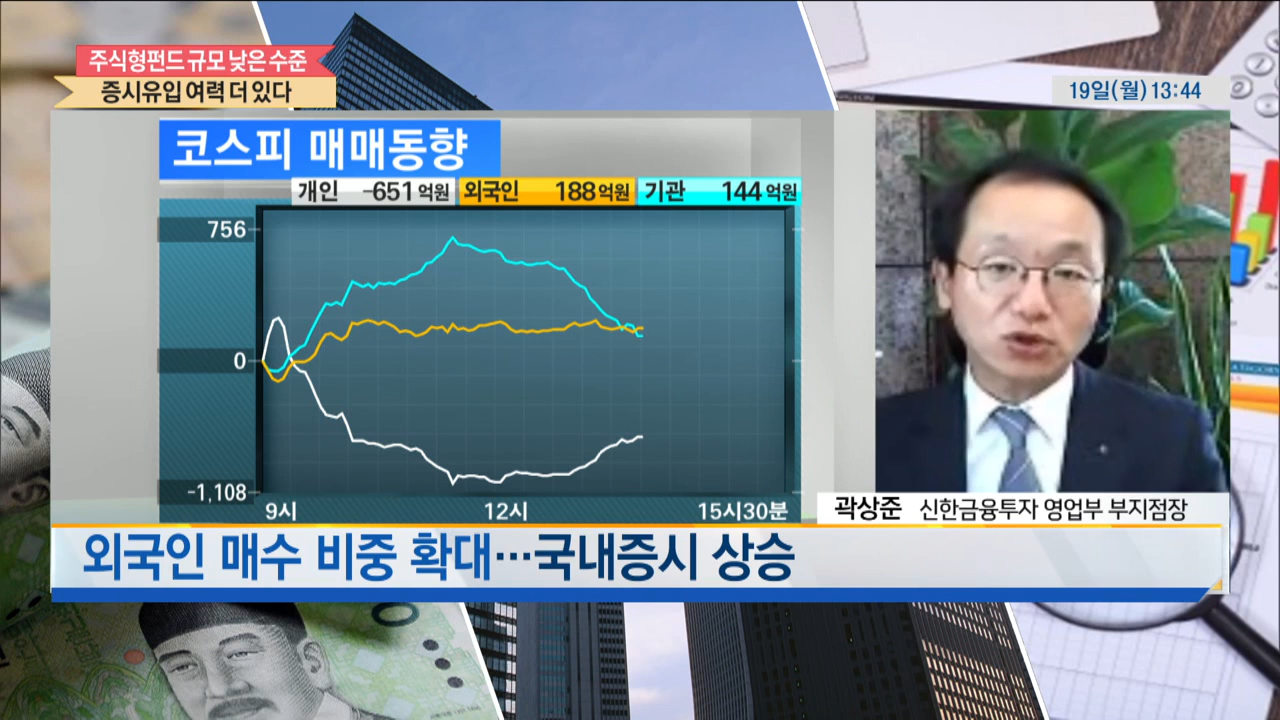 주식형펀드 규모 낮은 수준
증시유입 여력 더 있다
19일(월) 13:44
코스피 매매동향
개인 -651 억원 외국인 188 억원 기관 144 억원
756
0
-1,108
9시 12시 15시30분
곽상준 신한금융투자 영업부 부지점장
외국인 매수 비중 확대…국내증시 상승